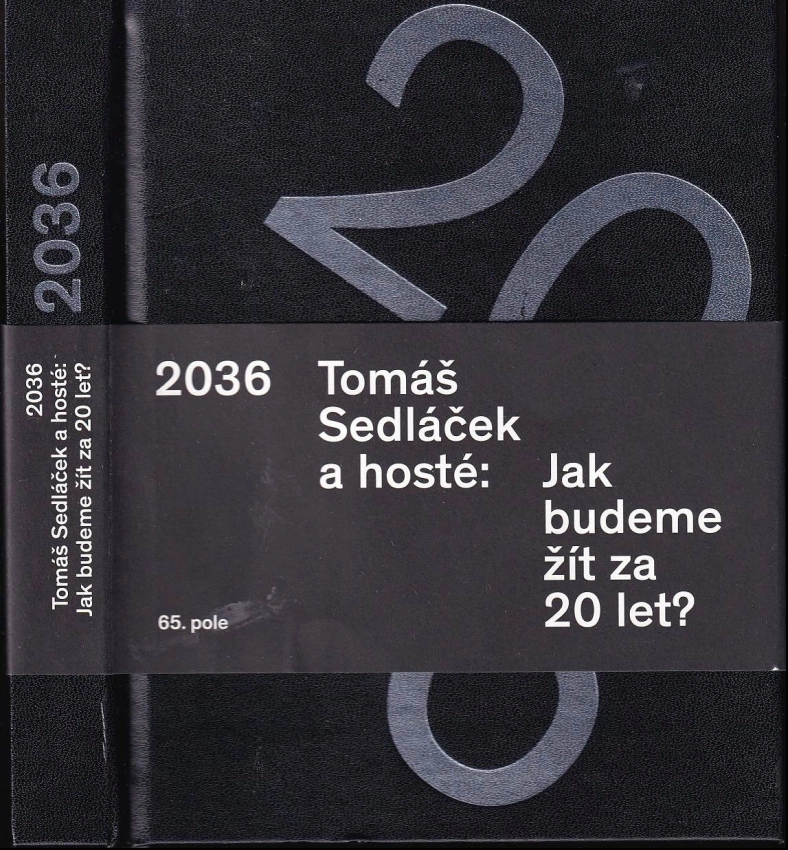 2036
2036
Tomáš Sedláček a hosté:
Jak budeme žít za 20 let?
20
2036
Tomáš
Sedláček
a hosté:
Jak
budeme
žít za
20 let?
65. pole